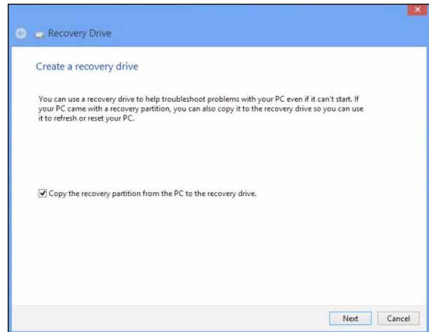 Recovery Drive
Create a recovery drive
You can use a recovery drive to help troubleshoot problems with your PC even if it can't start. If
your PC came with a recovery partition, you can also copy it to the recovery drive so you can use
it to refresh or reset your PC.
Copy the recovery partition from the PC to the recovery drive.
Next Cancel